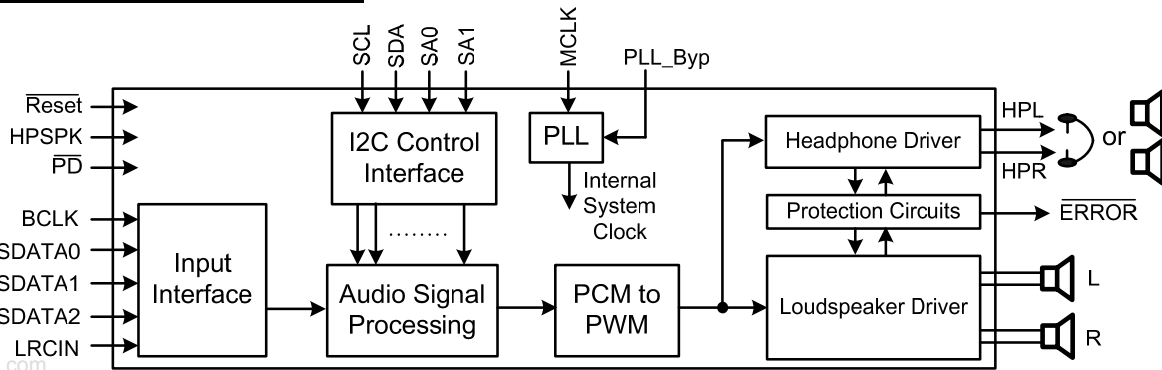 SCL
SDA
SA0
SA1
MCLK
PLL_Byp
Reset
HPSPK
PD
I2C Control
Interface
PLL
Internal
System
Clock
Headphone Driver
HPL
HPR
or
Protection Circuits
ERROR
BCLK
SDATA0
SDATA1
SDATA2
LRCIN
Input
Interface
........
Audio Signal
Processing
PCM to
PWM
Loudspeaker Driver
L
R
com